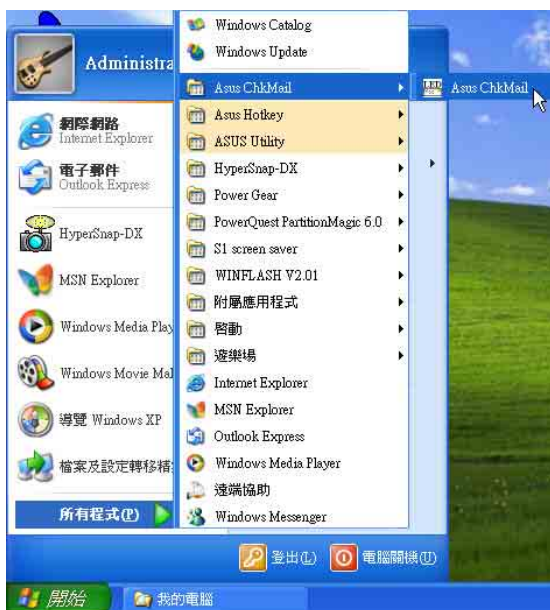 Administra
網際網路
Internet Explorer
電子郵件
Outlook Express
HyperSnap-DX
MSN Explorer
Windows Media Play
Windows Movie Mak
導覽 Windows XP
檔案及設定轉移精
所有程式(P)
Windows Catalog
Windows Update
Asus ChkMail
Asus Hotkey
ASUS Utility
HyperSnap-DX
Power Gear
PowerQuest PartitionMagic 6.0
S1 screen saver
WINFLASH V2.01
附屬應用程式
啓動
遊樂場
Internet Explorer
MSN Explorer
Outlook Express
Windows Media Player
遠端協助
Windows Messenger
Asus ChkMail
登出(L)
電腦關機(U)
開始
我的電腦